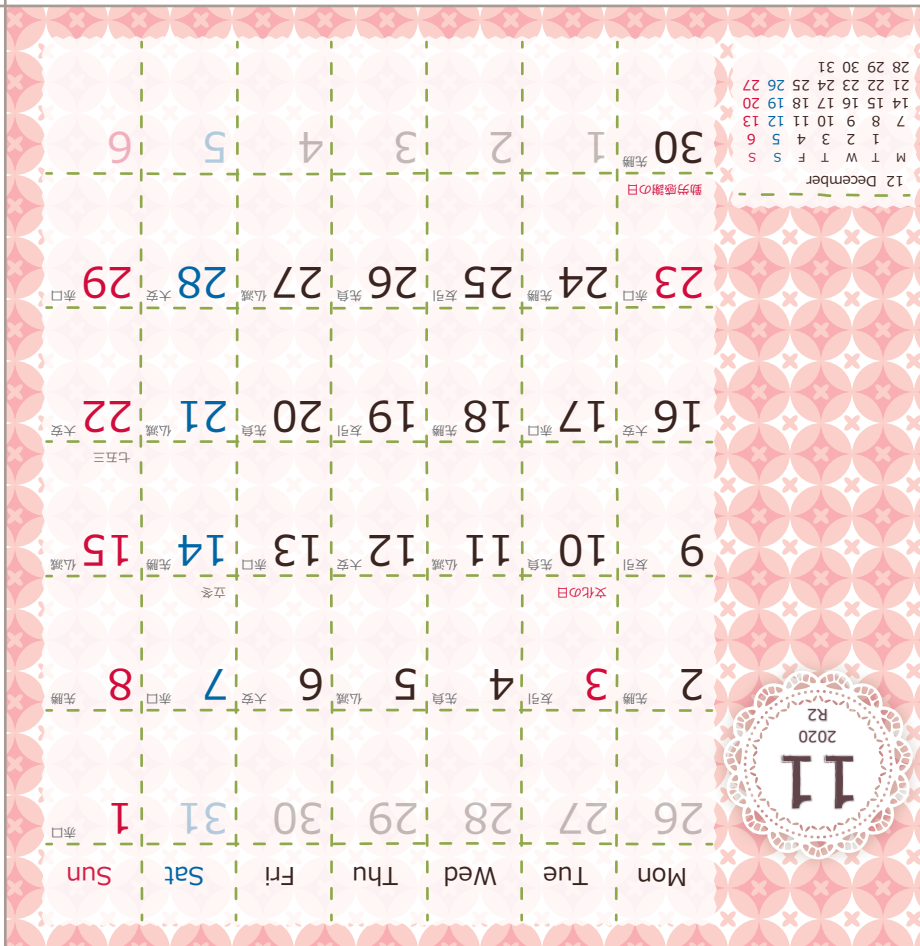 11
2020
R2
Mon Tue Wed Thu Fri Sat Sun
26 27 28 29 30 31 1 赤口
2 先勝 3 友引 4 先負 5 仏滅 6 大安 7 赤口 8 先勝
文化の日 立冬
9 友引 10 先負 11 仏滅 12 大安 13 赤口 14 先勝 15 仏滅
七五三
16 大安 17 赤口 18 先勝 19 友引 20 先負 21 仏滅 22 大安
23 赤口 24 先勝 25 友引 26 先負 27 仏滅 28 大安 29 赤口
勤労感謝の日
30 先勝 1 2 3 4 5 6
12 December
M T W T F S S
1 2 3 4 5 6
7 8 9 10 11 12 13
14 15 16 17 18 19 20
21 22 23 24 25 26 27
28 29 30 31